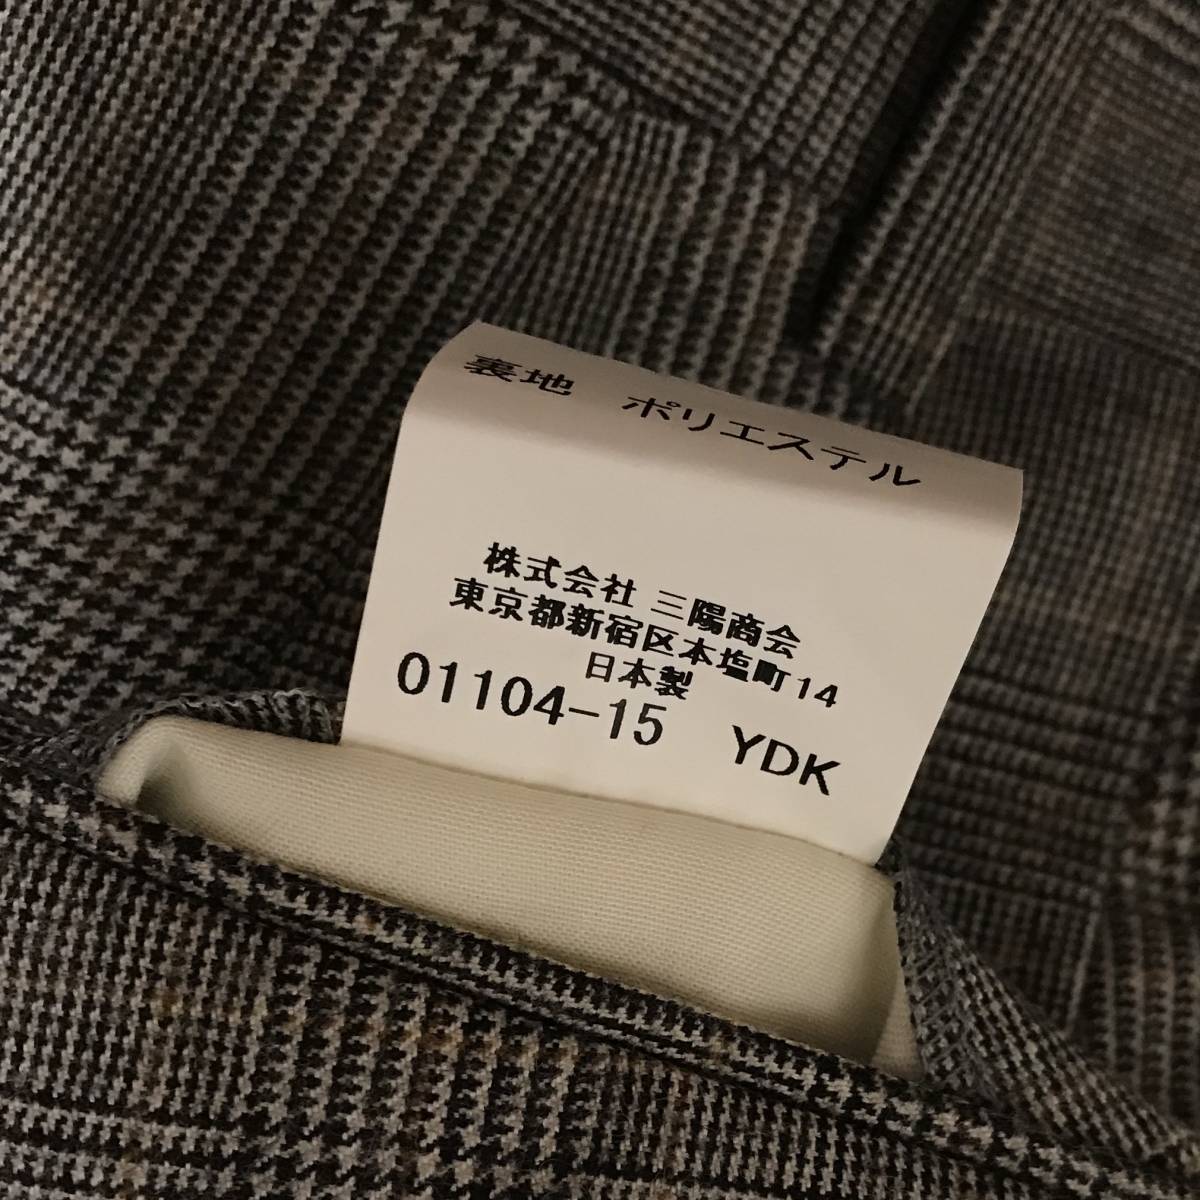 裏地 ポリエステル
株式会社 三陽商会
東京都新宿区本塩町14
日本製
01104-15 YDK